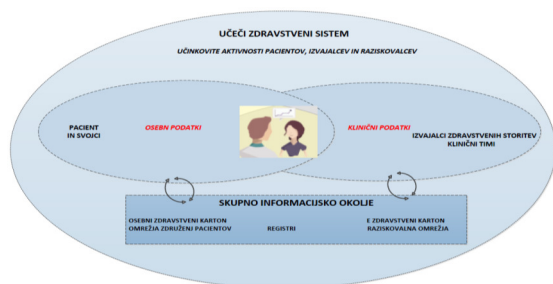 UČEČI ZDRAVSTVENI SISTEM
UČINKOVITE AKTIVNOSTI PACIENTOV, IZVAJALCEV IN RAZISKOVALCEV
PACIENT
IN SVOJCI
OSEBN PODATKI
KLINIČNI PODATKI
IZVAJALCI ZDRAVSTVENIH STORITEV
KLINIČNI TIMI
SKUPNO INFORMACIJSKO OKOLJE
OSEBNI ZDRAVSTVENI KARTON
OMREŽJA ZDRUŽENJ PACIENTOV
REGISTRI
E ZDRAVSTVENI KARTON
RAZISKOVALNA OMREŽJA